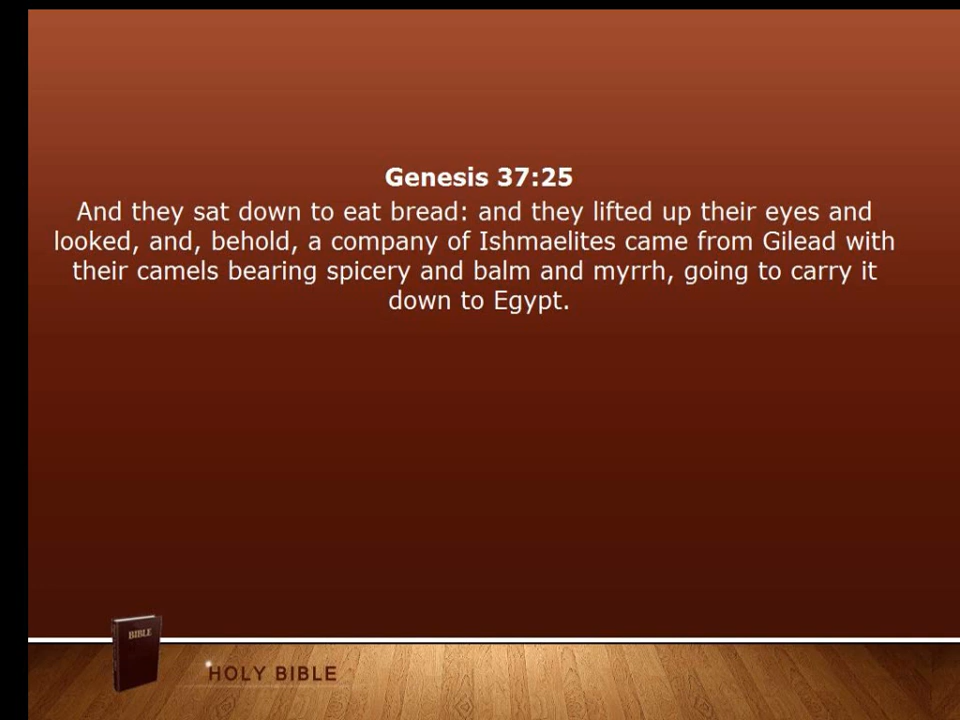 Genesis 37:25
And they sat down to eat bread: and they lifted up their eyes and
looked, and, behold, a company of Ishmaelites came from Gilead with
their camels bearing spicery and balm and myrrh, going to carry it
down to Egypt.
BIBLE
HOLY BIBLE